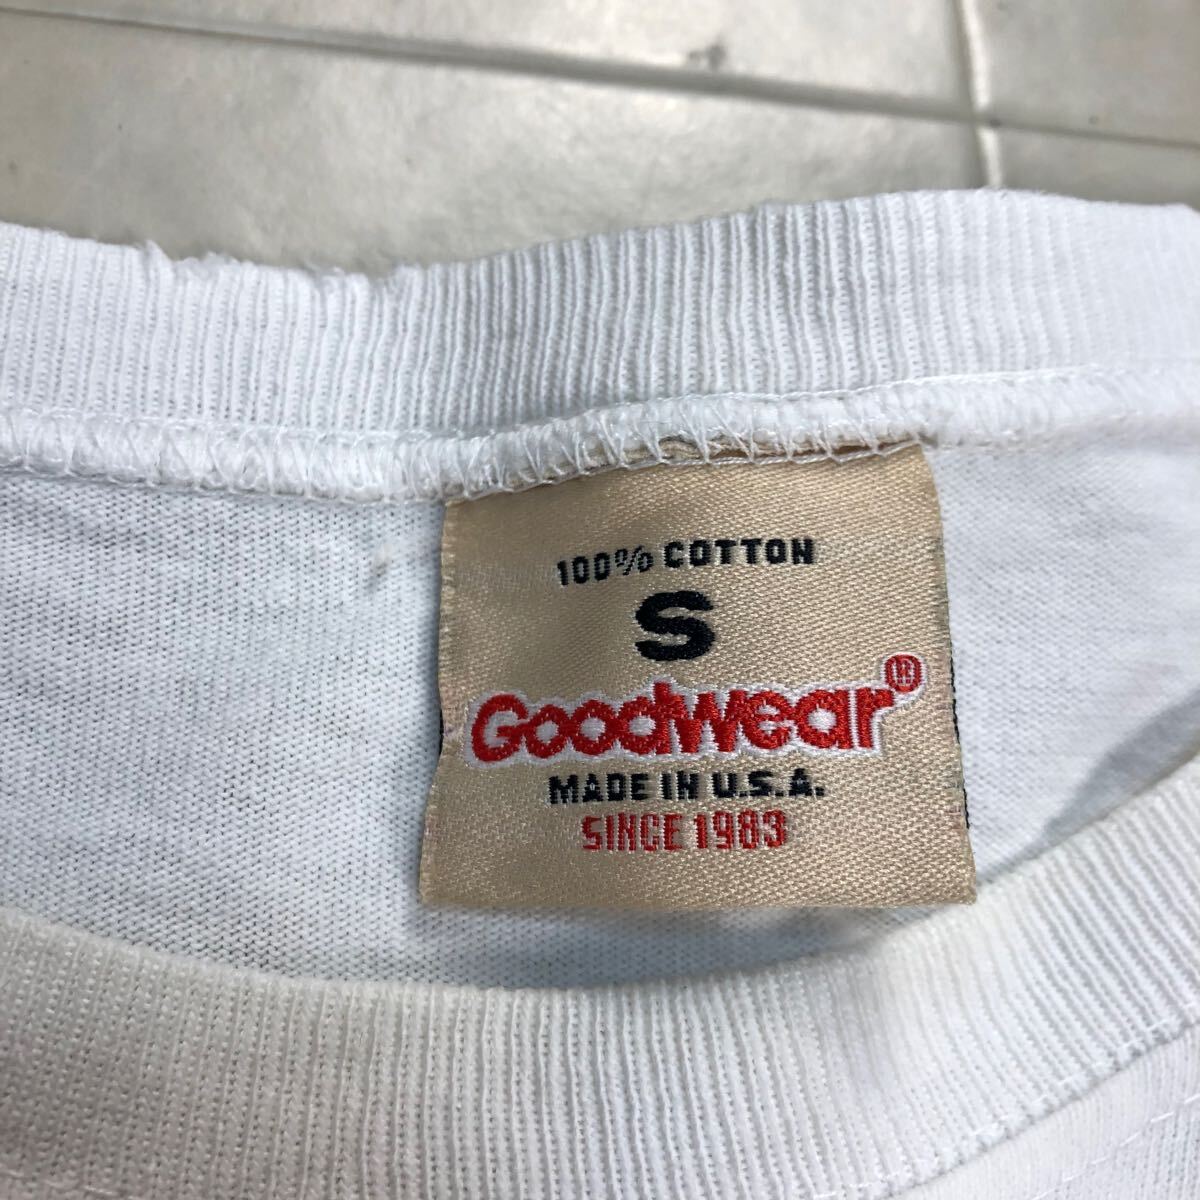 100% COTTON
S
Goodwear®
MADE IN U.S.A.
SINCE 1983